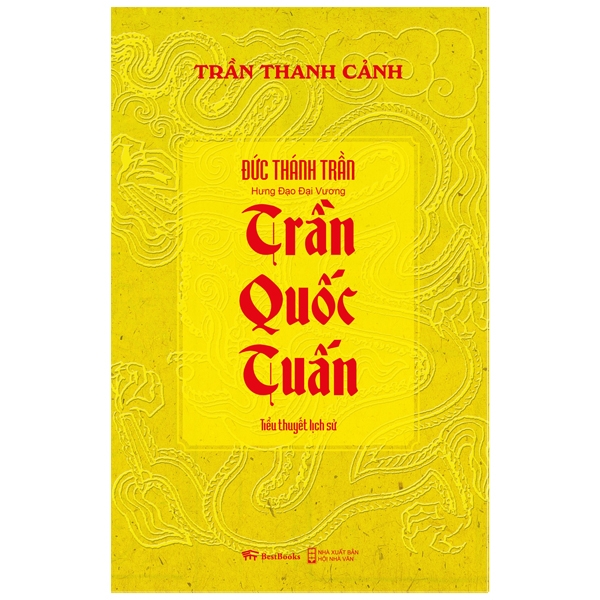 TRẦN THANH CẢNH
ĐỨC THÁNH TRẦN
Hưng Đạo Đại Vương
Trần
Quốc
Tuấn
Tiểu thuyết lịch sử
BestBooks
NHÀ XUẤT BẢN
HỘI NHÀ VĂN